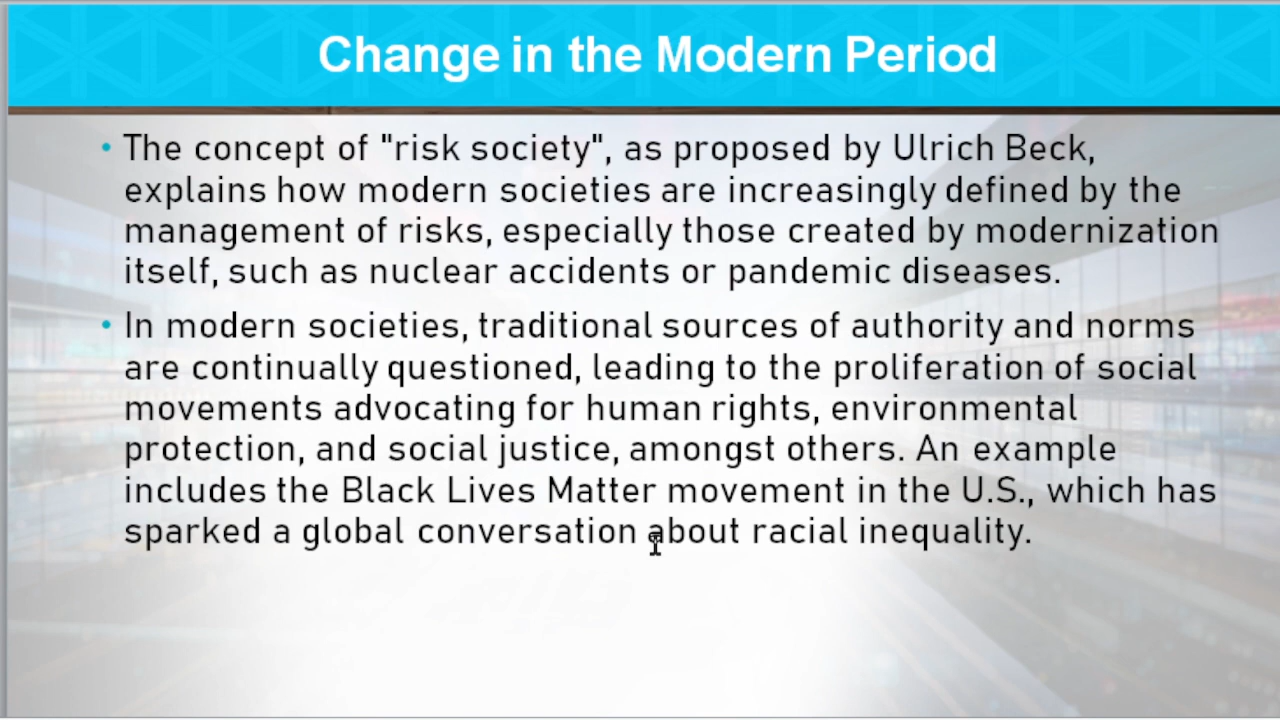 Change in the Modern Period
• The concept of "risk society", as proposed by Ulrich Beck,
explains how modern societies are increasingly defined by the
management of risks, especially those created by modernization
itself, such as nuclear accidents or pandemic diseases.
• In modern societies, traditional sources of authority and norms
are continually questioned, leading to the proliferation of social
movements advocating for human rights, environmental
protection, and social justice, amongst others. An example
includes the Black Lives Matter movement in the U.S., which has
sparked a global conversation about racial inequality.